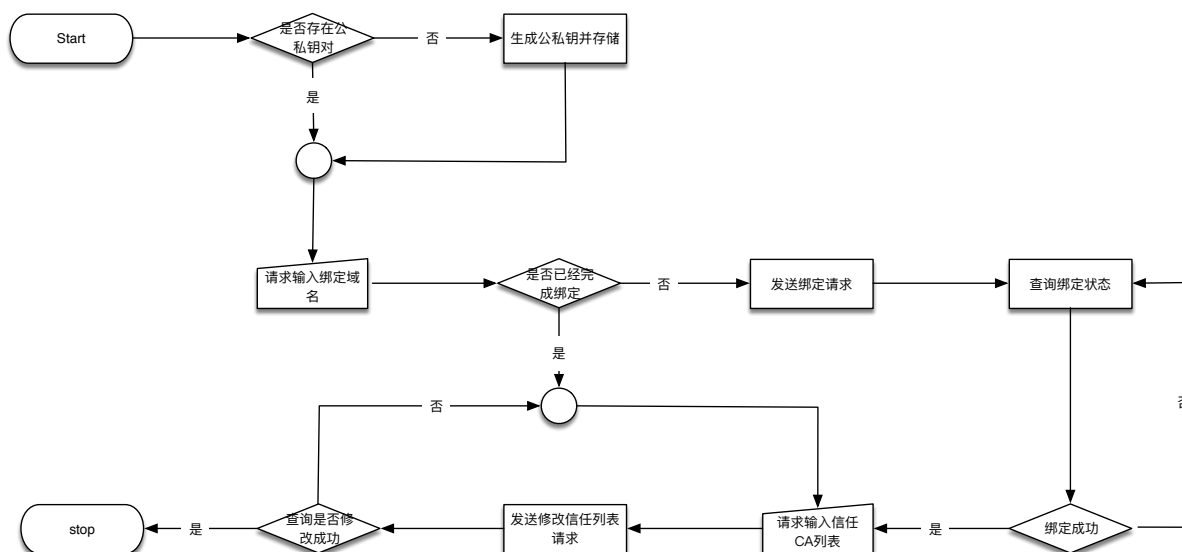 Start
是否存在公
私钥对
否
生成公私钥并存储
是
请求输入绑定域
名
是否已经完
成绑定
否
发送绑定请求
查询绑定状态
是
否
stop
是
查询是否修
改成功
发送修改信任列表
请求
请求输入信任
CA列表
是
绑定成功